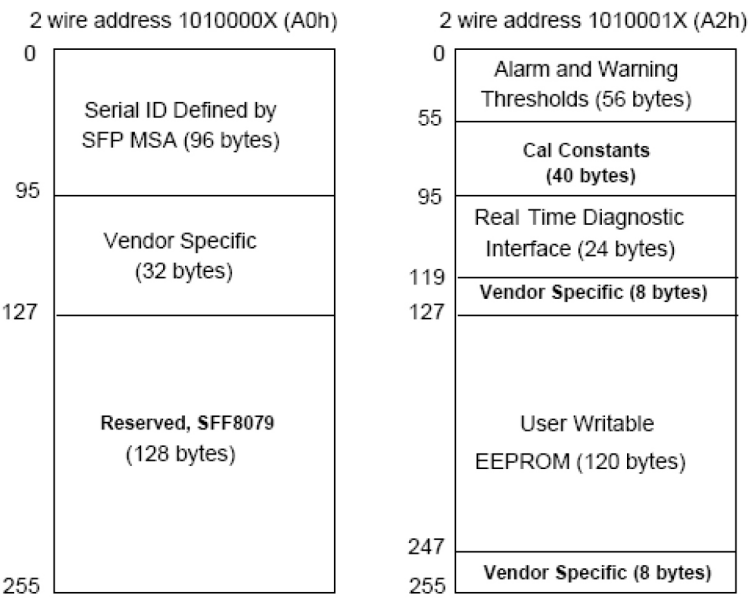 2 wire address 1010000X (A0h)
0
Serial ID Defined by
SFP MSA (96 bytes)
95
Vendor Specific
(32 bytes)
127
Reserved, SFF8079
(128 bytes)
255
2 wire address 1010001X (A2h)
0
Alarm and Warning
Thresholds (56 bytes)
55
Cal Constants
(40 bytes)
95
Real Time Diagnostic
Interface (24 bytes)
119
Vendor Specific (8 bytes)
127
User Writable
EEPROM (120 bytes)
247
Vendor Specific (8 bytes)
255